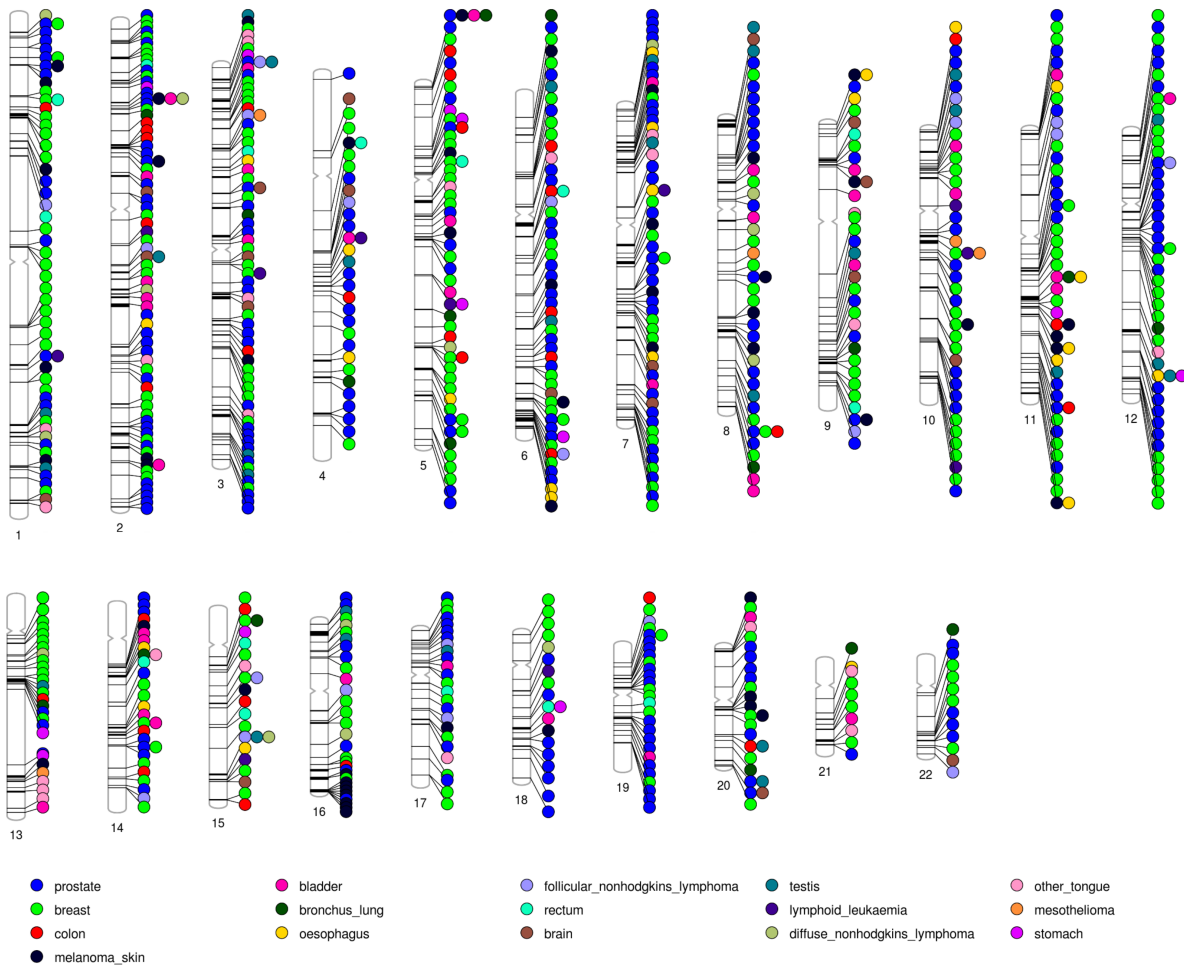 1
2
3
4
5
6
7
8
9
10
11
12
13
14
15
16
17
18
19
20
21
22
prostate
bladder
follicular_nonhodgkins_lymphoma
testis
other_tongue
breast
bronchus_lung
rectum
lymphoid_leukaemia
mesothelioma
colon
oesophagus
brain
diffuse_nonhodgkins_lymphoma
stomach
melanoma_skin